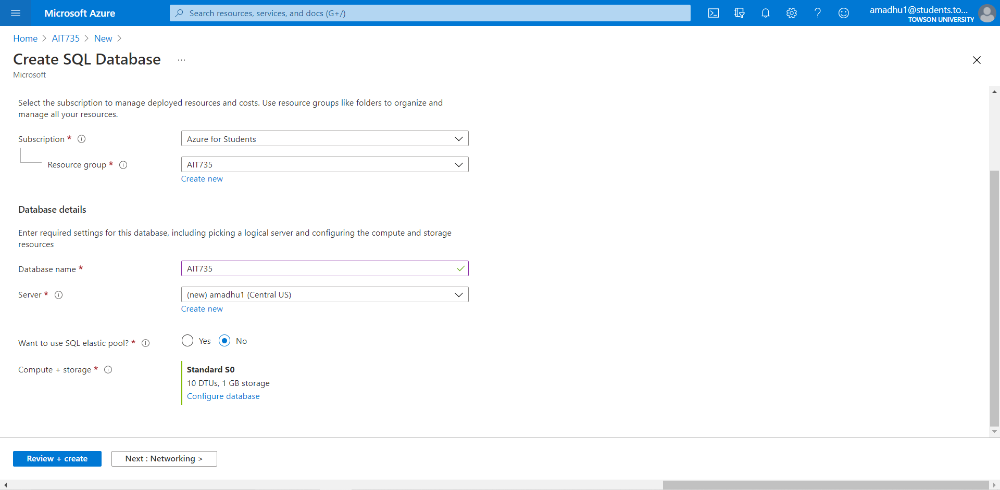 Microsoft Azure
Search resources, services, and docs (G+/)
amadhu1@students.to...
TOWSON UNIVERSITY
Home > AIT735 > New >
Create SQL Database ...
Microsoft
Select the subscription to manage deployed resources and costs. Use resource groups like folders to organize and
manage all your resources.
Subscription *
Azure for Students
Resource group *
AIT735
Create new
Database details
Enter required settings for this database, including picking a logical server and configuring the compute and storage
resources
Database name *
AIT735
Server *
(new) amadhu1 (Central US)
Create new
Want to use SQL elastic pool? *
Yes
No
Compute + storage *
Standard S0
10 DTUs, 1 GB storage
Configure database
Review + create
Next : Networking >